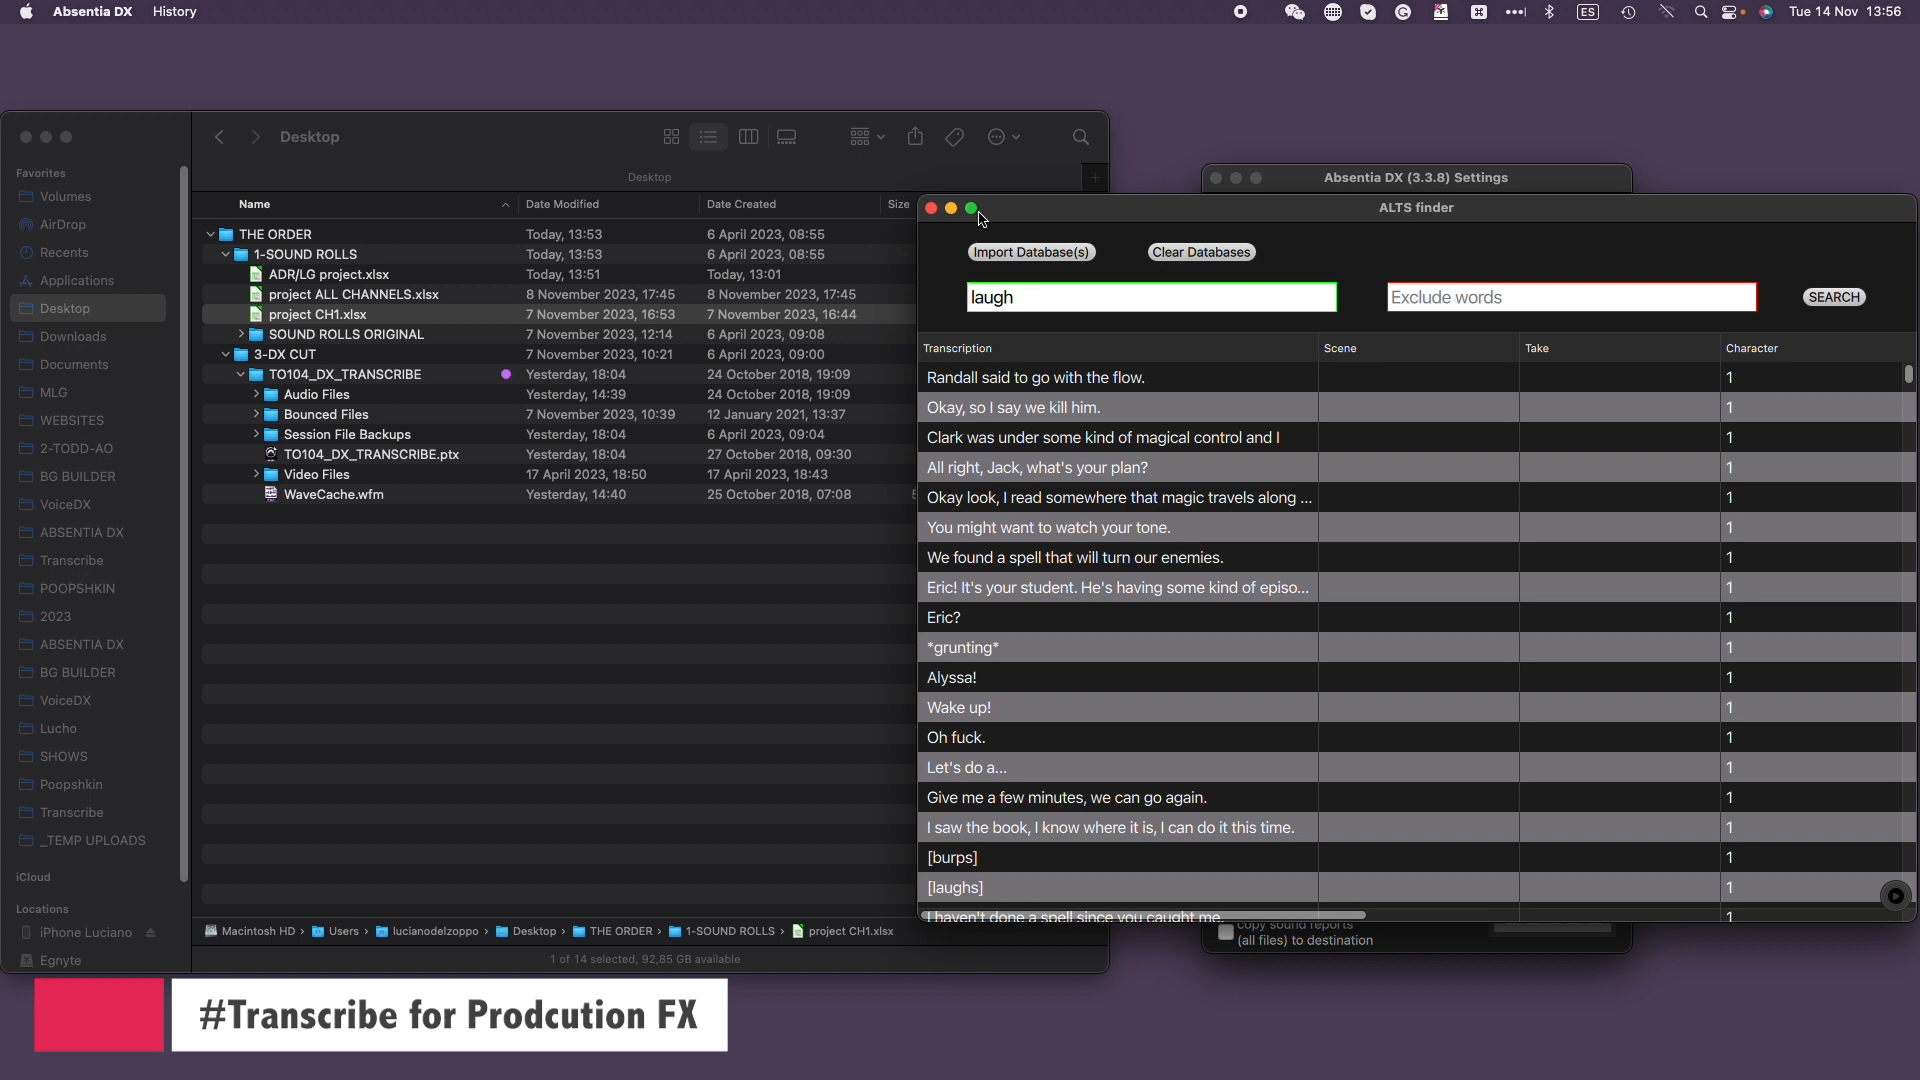 Absentia DX History
ES Tue 14 Nov 13:56
Desktop
Desktop
Favorites
Volumes
AirDrop
Recents
Applications
Desktop
Downloads
Documents
MLG
WEBSITES
2-TODD-AO
BG BUILDER
VoiceDX
ABSENTIA DX
Transcribe
POOPSHKIN
2023
ABSENTIA DX
BG BUILDER
VoiceDX
Lucho
SHOWS
Poopshkin
Transcribe
_TEMP UPLOADS
iCloud
Locations
iPhone Luciano
Egnyte
Name Date Modified Date Created Size
THE ORDER Today, 13:53 6 April 2023, 08:55
1-SOUND ROLLS Today, 13:53 6 April 2023, 08:55
ADR/LG project.xlsx Today, 13:51 Today, 13:01
project ALL CHANNELS.xlsx 8 November 2023, 17:45 8 November 2023, 17:45
project CH1.xlsx 7 November 2023, 16:53 7 November 2023, 16:44
SOUND ROLLS ORIGINAL 7 November 2023, 12:14 6 April 2023, 09:08
3-DX CUT 7 November 2023, 10:21 6 April 2023, 09:00
TO104_DX_TRANSCRIBE Yesterday, 18:04 24 October 2018, 19:09
Audio Files Yesterday, 14:39 24 October 2018, 19:09
Bounced Files 7 November 2023, 10:39 12 January 2021, 13:37
Session File Backups Yesterday, 18:04 6 April 2023, 09:04
TO104_DX_TRANSCRIBE.ptx Yesterday, 18:04 27 October 2018, 09:30
Video Files 17 April 2023, 18:50 17 April 2023, 18:43
WaveCache.wfm Yesterday, 14:40 25 October 2018, 07:08
Macintosh HD › Users › lucianodelzoppo › Desktop › THE ORDER › 1-SOUND ROLLS › project CH1.xlsx
1 of 14 selected, 92,85 GB available
Absentia DX (3.3.8) Settings
ALTS finder
Import Database(s) Clear Databases
laugh Exclude words SEARCH
Transcription Scene Take Character
Randall said to go with the flow. 1
Okay, so I say we kill him. 1
Clark was under some kind of magical control and I 1
All right, Jack, what's your plan? 1
Okay look, I read somewhere that magic travels along ... 1
You might want to watch your tone. 1
We found a spell that will turn our enemies. 1
Eric! It's your student. He's having some kind of episo... 1
Eric? 1
*grunting* 1
Alyssa! 1
Wake up! 1
Oh fuck. 1
Let's do a... 1
Give me a few minutes, we can go again. 1
I saw the book, I know where it is, I can do it this time. 1
[burps] 1
[laughs] 1
I haven't done a spell since you caught me. 1
copy sound reports
(all files) to destination
#Transcribe for Prodcution FX